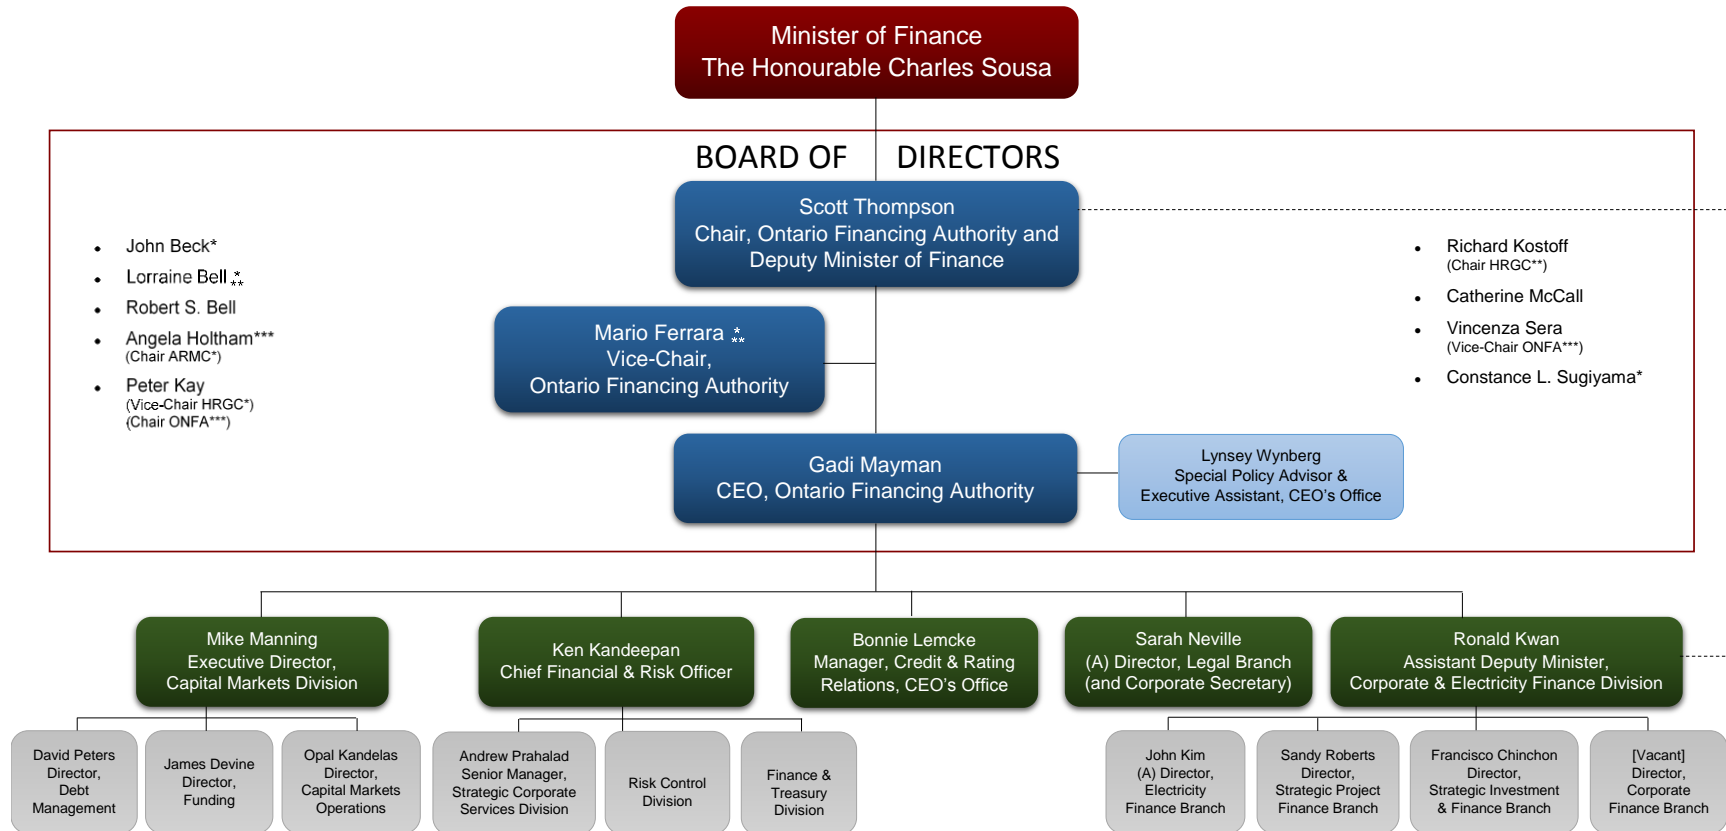 Minister of Finance
The Honourable Charles Sousa
BOARD OF DIRECTORS
Scott Thompson
Chair, Ontario Financing Authority and
Deputy Minister of Finance
• John Beck*
• Lorraine Bell ***
• Robert S. Bell
• Angela Holtham***
(Chair ARMC*)
• Peter Kay
(Vice-Chair HRGC*)
(Chair ONFA***)
Mario Ferrara ***
Vice-Chair,
Ontario Financing Authority
• Richard Kostoff
(Chair HRGC**)
• Catherine McCall
• Vincenza Sera
(Vice-Chair ONFA***)
• Constance L. Sugiyama*
Gadi Mayman
CEO, Ontario Financing Authority
Lynsey Wynberg
Special Policy Advisor &
Executive Assistant, CEO's Office
Mike Manning
Executive Director,
Capital Markets Division
Ken Kandeepan
Chief Financial & Risk Officer
Bonnie Lemcke
Manager, Credit & Rating
Relations, CEO's Office
Sarah Neville
(A) Director, Legal Branch
(and Corporate Secretary)
Ronald Kwan
Assistant Deputy Minister,
Corporate & Electricity Finance Division
David Peters
Director,
Debt
Management
James Devine
Director,
Funding
Opal Kandelas
Director,
Capital Markets
Operations
Andrew Prahalad
Senior Manager,
Strategic Corporate
Services Division
Risk Control
Division
Finance &
Treasury
Division
John Kim
(A) Director,
Electricity
Finance Branch
Sandy Roberts
Director,
Strategic Project
Finance Branch
Francisco Chinchon
Director,
Strategic Investment
& Finance Branch
[Vacant]
Director,
Corporate
Finance Branch